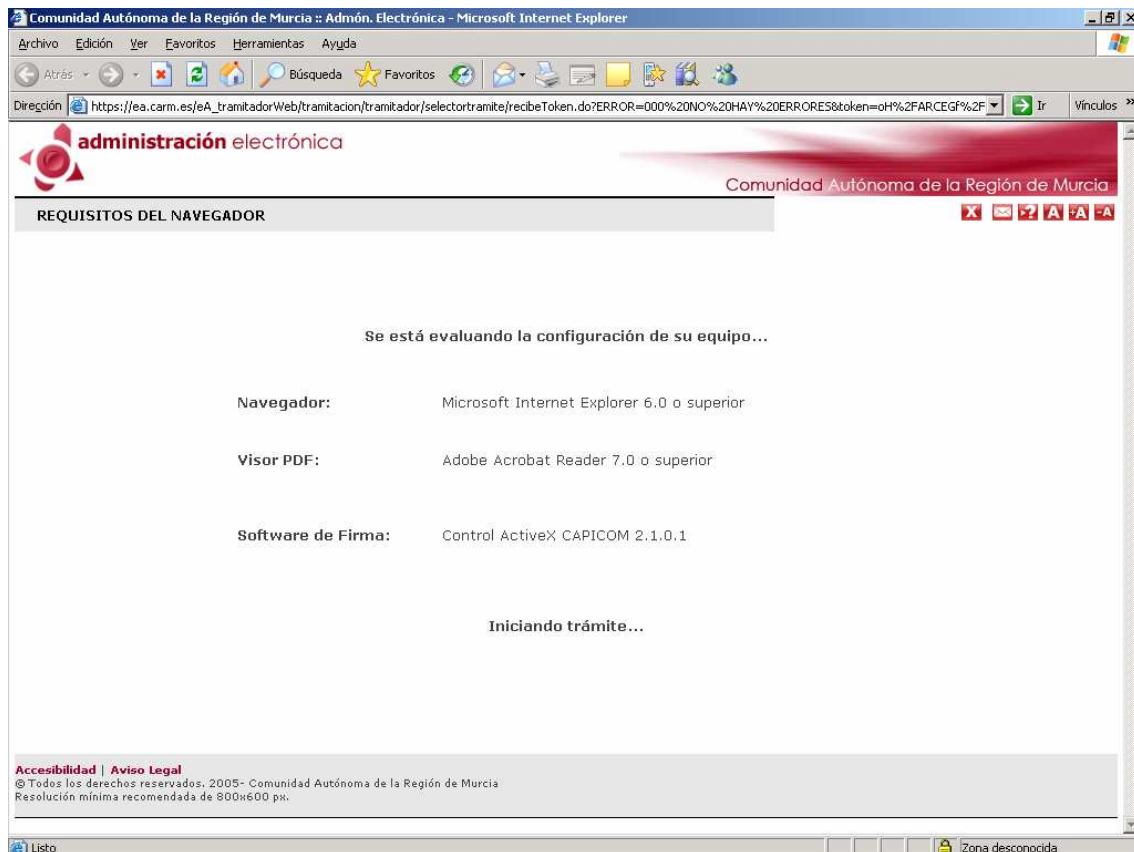 Comunidad Autónoma de la Región de Murcia :: Admón. Electrónica - Microsoft Internet Explorer
Archivo Edición Ver Favoritos Herramientas Ayuda
Atrás Búsqueda Favoritos
Dirección https://ea.carm.es/eA_tramitadorWeb/tramitacion/tramitador/selectortramite/recibeToken.do?ERROR=000%20NO%20HAY%20ERRORES&token=oH%2FARCEGf%2F Ir Vínculos »
administración electrónica
Comunidad Autónoma de la Región de Murcia
REQUISITOS DEL NAVEGADOR
X ? A +A -A
Se está evaluando la configuración de su equipo...
Navegador: Microsoft Internet Explorer 6.0 o superior
Visor PDF: Adobe Acrobat Reader 7.0 o superior
Software de Firma: Control ActiveX CAPICOM 2.1.0.1
Iniciando trámite...
Accesibilidad | Aviso Legal
© Todos los derechos reservados. 2005- Comunidad Autónoma de la Región de Murcia
Resolución mínima recomendada de 800x600 px.
Listo Zona desconocida